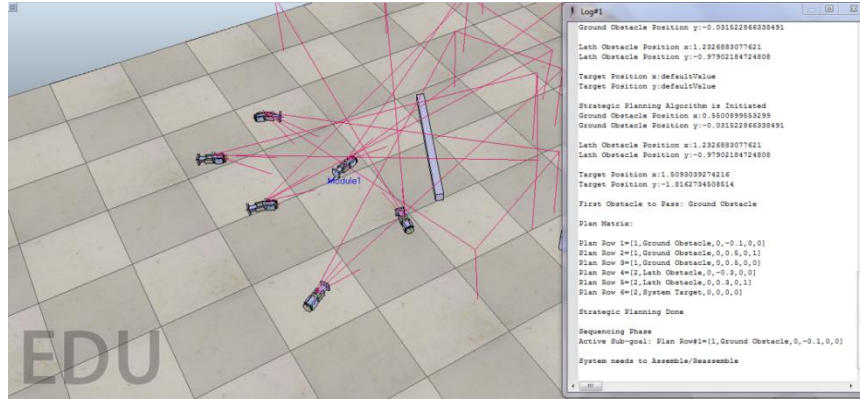 Log#1
Ground Obstacle Position y:-0.031522866338491
Lath Obstacle Position x:1.2326883077621
Lath Obstacle Position y:-0.97902184724808
Target Position x:defaultValue
Target Position y:defaultValue
Strategic Planning Algorithm is Initiated
Ground Obstacle Position x:0.5500899553299
Ground Obstacle Position y:-0.031522866338491
Lath Obstacle Position x:1.2326883077621
Lath Obstacle Position y:-0.97902184724808
Target Position x:1.5093039274216
Target Position y:-1.8162734508514
First Obstacle to Pass: Ground Obstacle
Plan Matrix:
Plan Row 1=[1,Ground Obstacle,0,-0.1,0,0]
Plan Row 2=[1,Ground Obstacle,0,0.5,0,1]
Plan Row 3=[1,Ground Obstacle,0,0.5,0,0]
Plan Row 4=[2,Lath Obstacle,0,-0.3,0,0]
Plan Row 5=[2,Lath Obstacle,0,0.3,0,1]
Plan Row 6=[2,System Target,0,0,0,0]
Strategic Planning Done
Sequencing Phase
Active Sub-goal: Plan Row#1=[1,Ground Obstacle,0,-0.1,0,0]
System needs to Assemble/Reassemble
Module1
EDU